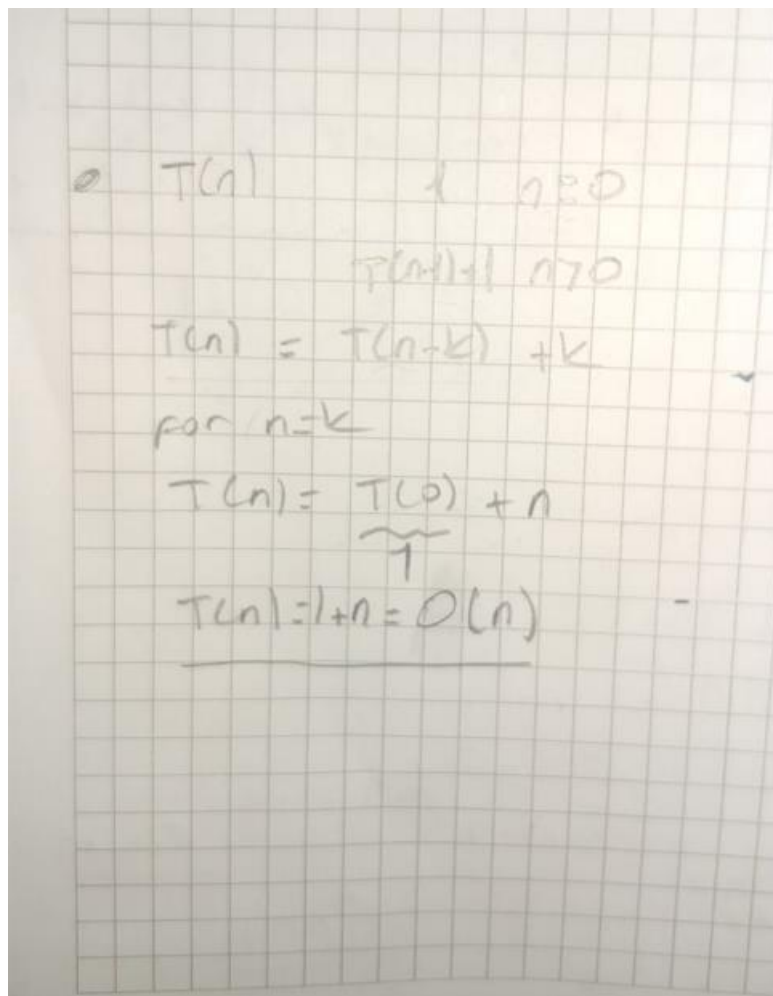 T(n) 1 n=0
T(n-1)+1 n>0
T(n) = T(n-k) +k
for n=k
T(n) = T(0) + n
1
T(n)=1+n= O(n)